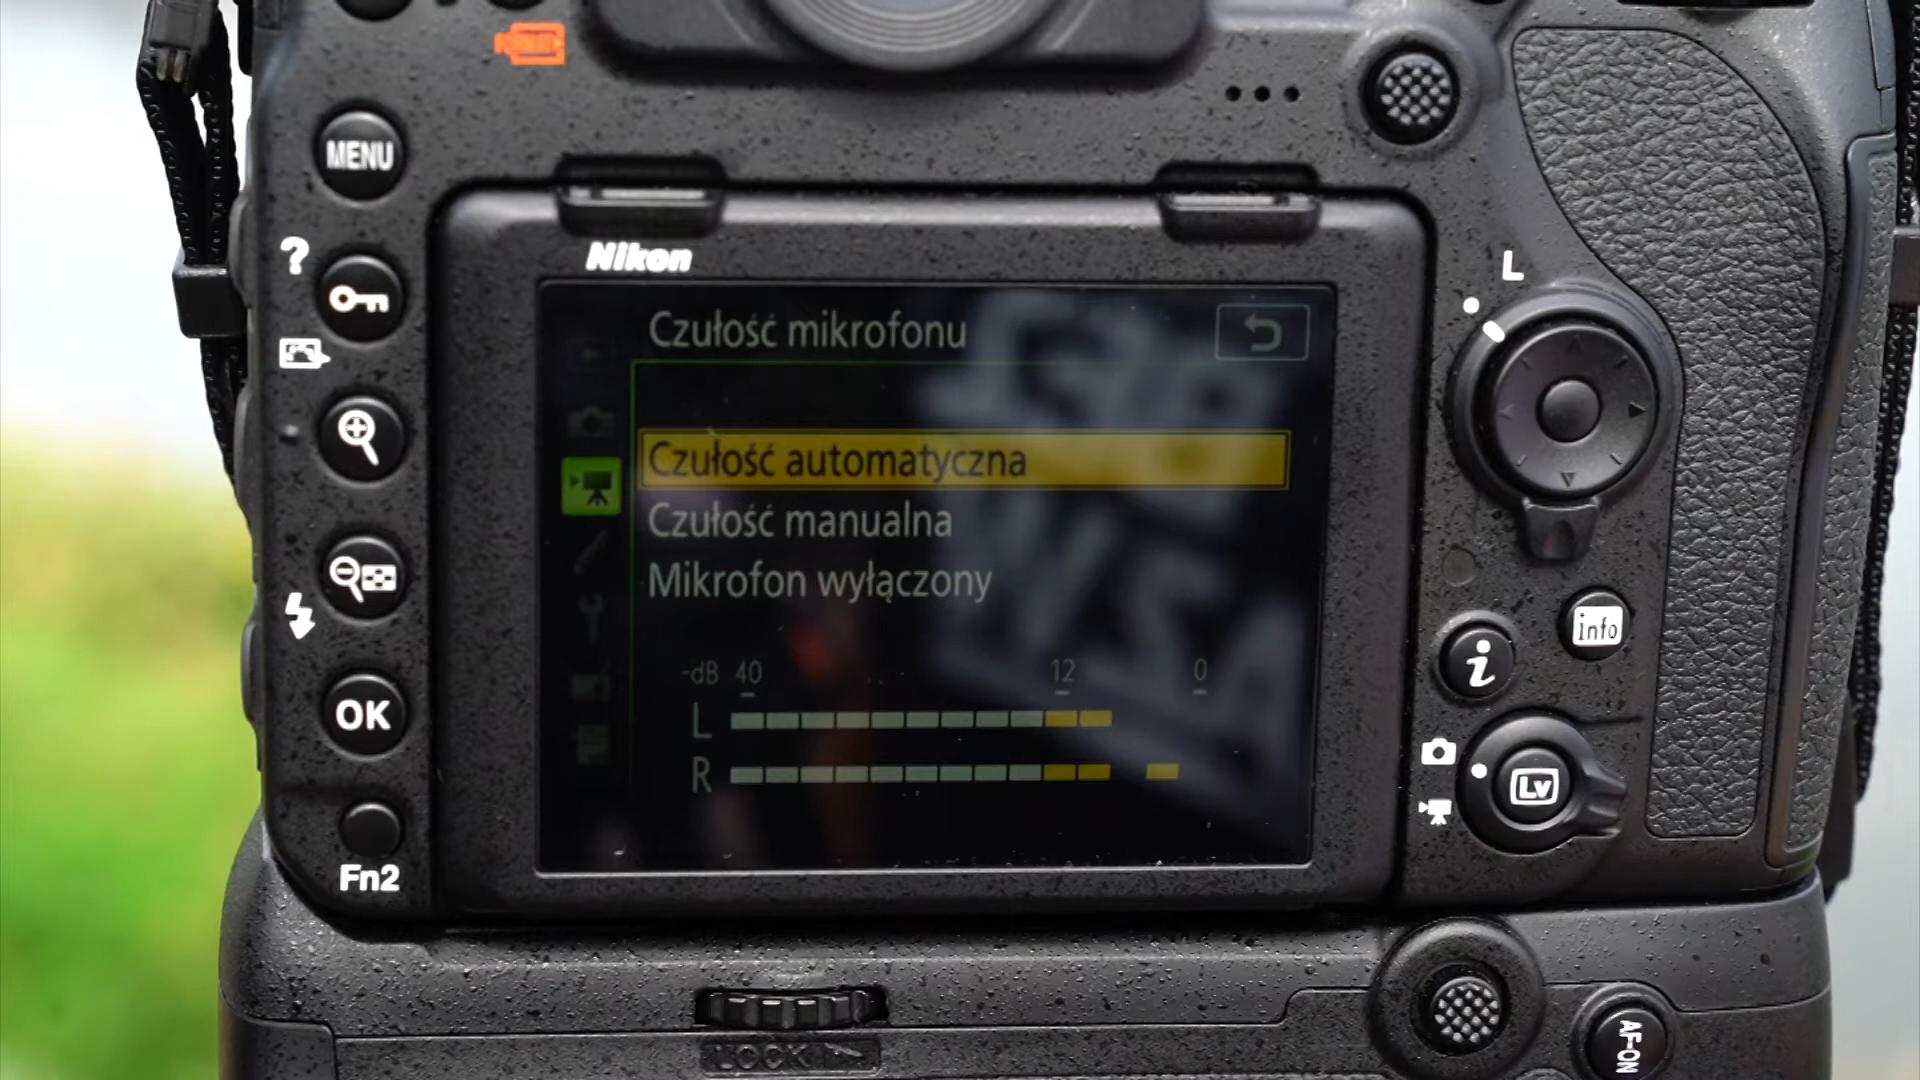 FORMAT
MENU
Nikon
?
L
Czułość mikrofonu
Czułość automatyczna
Czułość manualna
Mikrofon wyłączony
-dB 40 12 0
L
R
OK
Fn2
info
i
Lv
LOCK
AF-ON